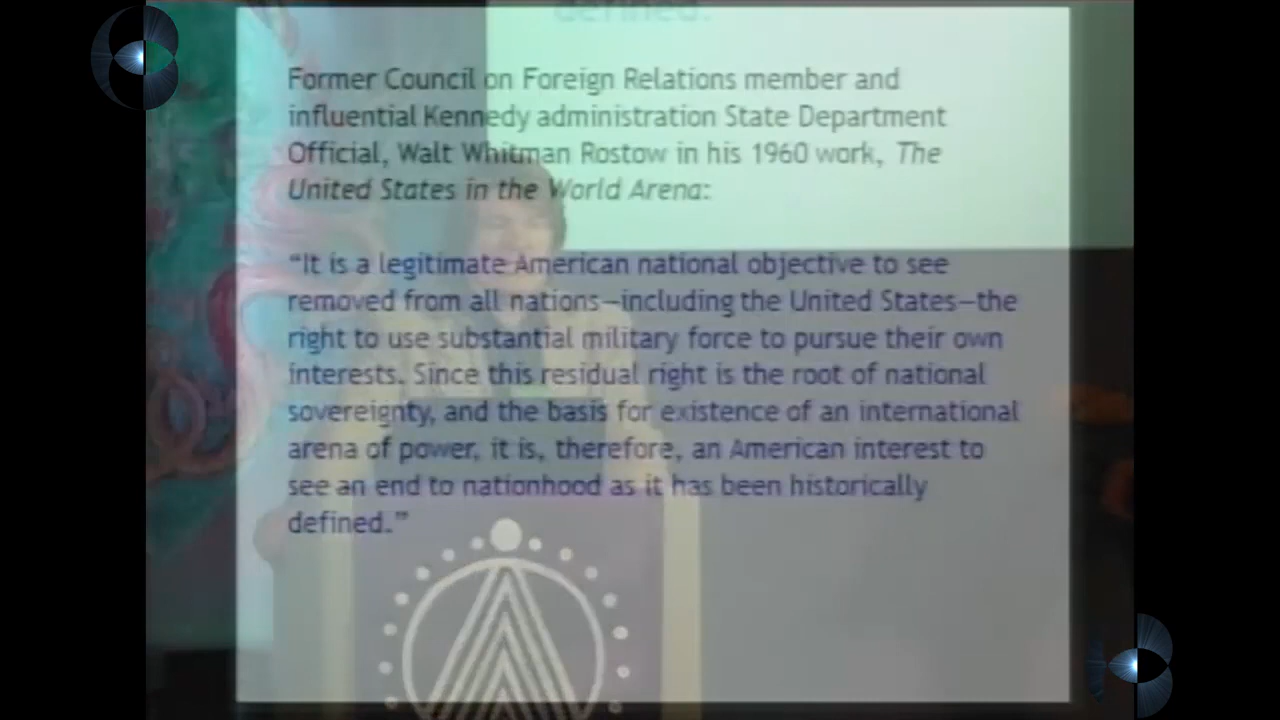 defined.
Former Council on Foreign Relations member and
influential Kennedy administration State Department
Official, Walt Whitman Rostow in his 1960 work, The
United States in the World Arena:
“It is a legitimate American national objective to see
removed from all nations—including the United States—the
right to use substantial military force to pursue their own
interests. Since this residual right is the root of national
sovereignty, and the basis for existence of an international
arena of power, it is, therefore, an American interest to
see an end to nationhood as it has been historically
defined.”